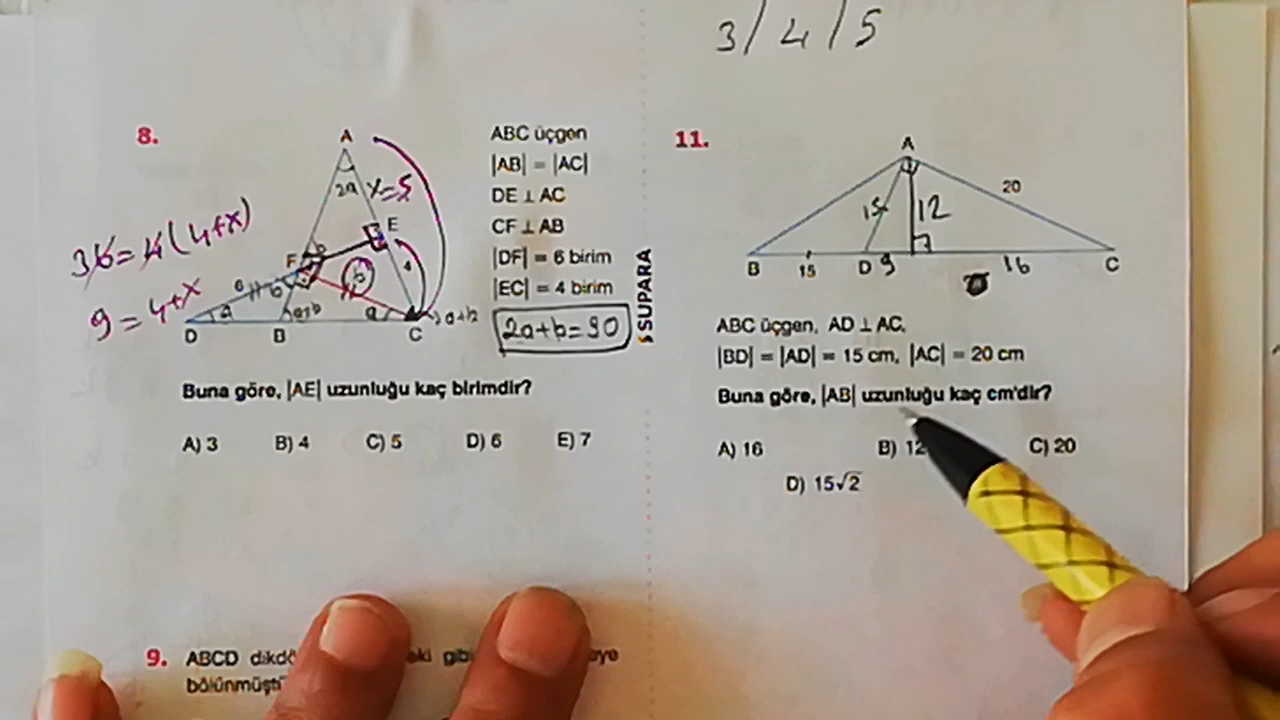 3/4/5
8.
A
2a
x=5
E
F
b
4
6
b
a
a+b
a
a+b
D
B
C
36=4(4+x)
9=4+x
ABC üçgen
|AB| = |AC|
DE ⊥ AC
CF ⊥ AB
|DF| = 6 birim
|EC| = 4 birim
2a+b=90
Buna göre, |AE| uzunluğu kaç birimdir?
A) 3 B) 4 C) 5 D) 6 E) 7
9. ABCD
bölünmüştü
SUPARA
11.
A
20
15
12
B 15 D 9 16 C
ABC üçgen, AD ⊥ AC,
|BD| = |AD| = 15 cm, |AC| = 20 cm
Buna göre, |AB| uzunluğu kaç cm'dir?
A) 16 B) 12 C) 20
D) 15√2